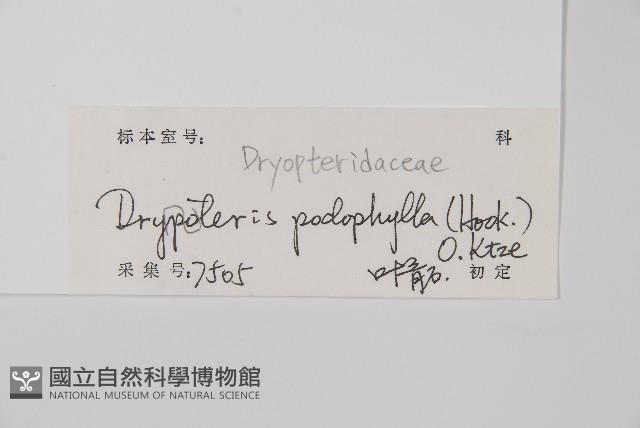 标本室号: 科
Dryopteridaceae
Drypoteris podophylla (Hook.)
O. Ktze
采集号: 7505 初定
國立自然科學博物館
NATIONAL MUSEUM OF NATURAL SCIENCE